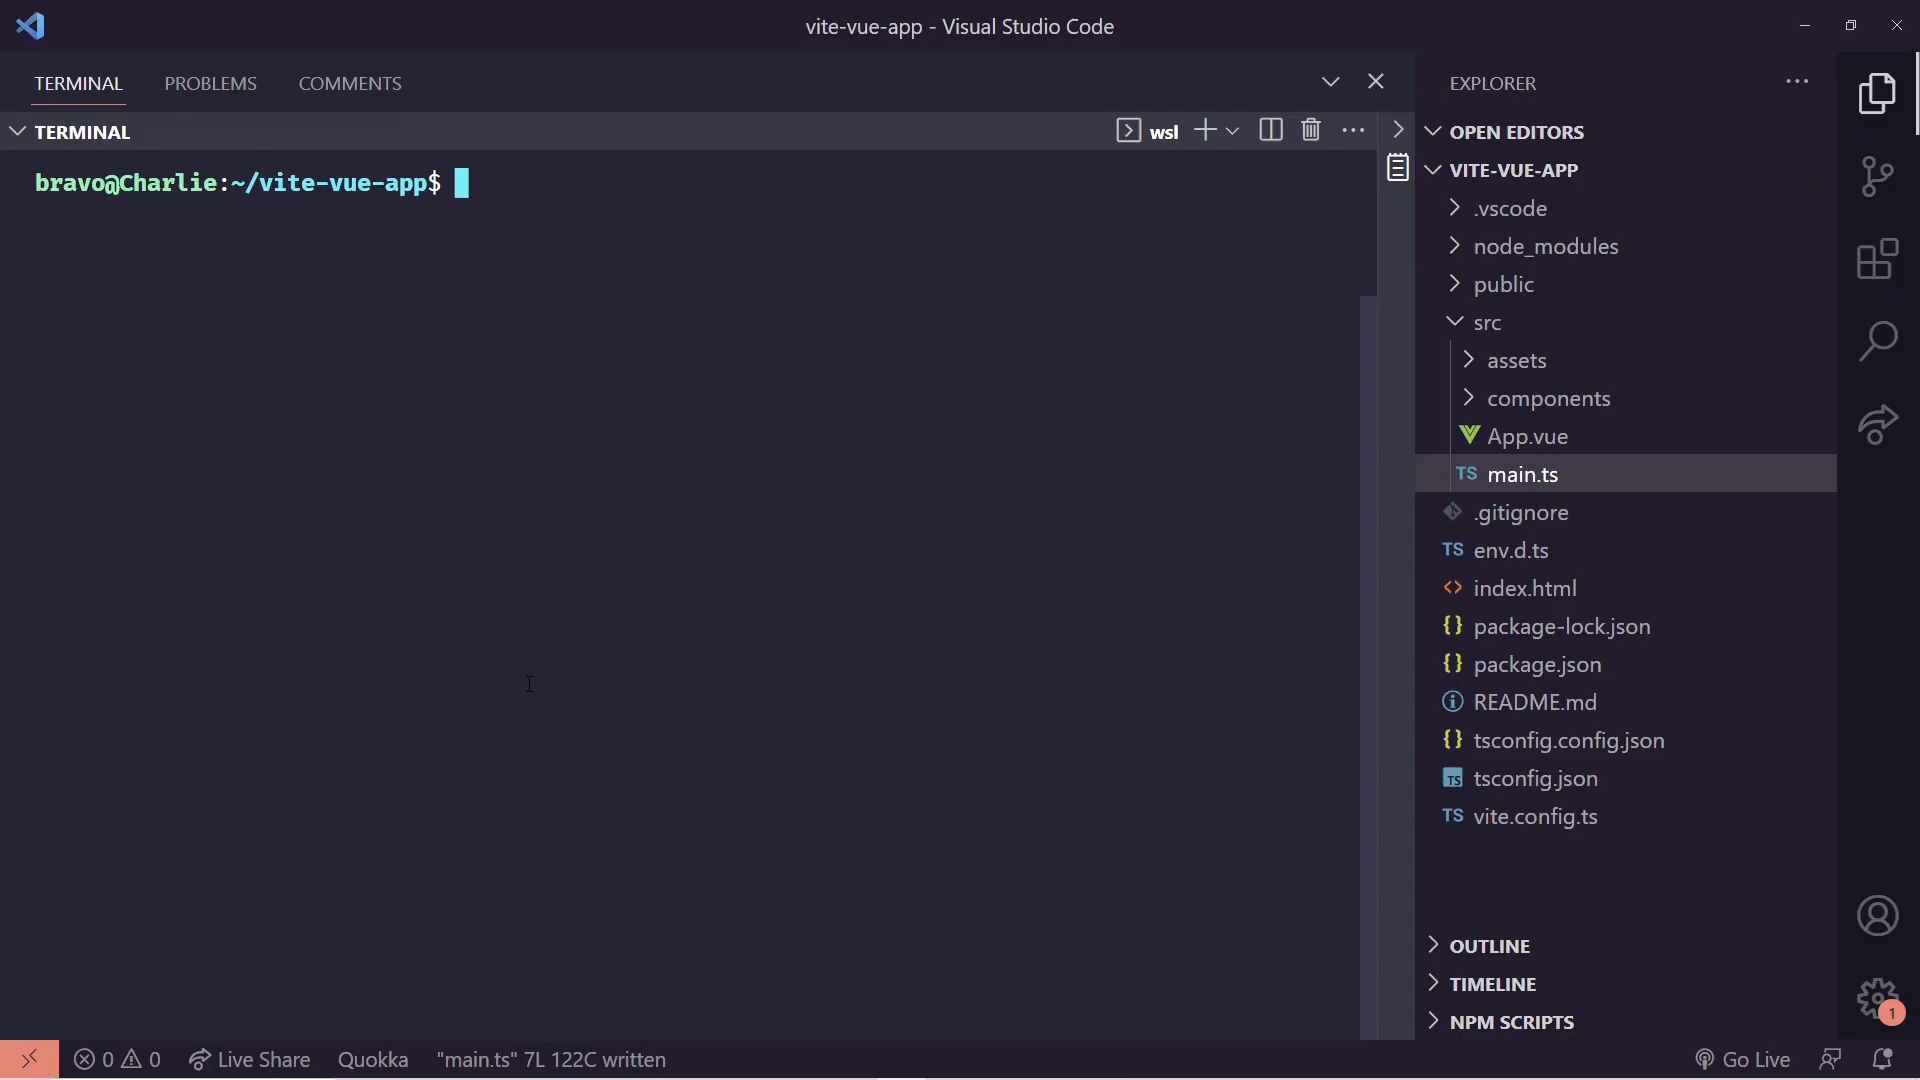 vite-vue-app - Visual Studio Code
TERMINAL PROBLEMS COMMENTS
TERMINAL
wsl
bravo@Charlie:~/vite-vue-app$
EXPLORER
OPEN EDITORS
VITE-VUE-APP
.vscode
node_modules
public
src
assets
components
App.vue
TS main.ts
.gitignore
TS env.d.ts
<> index.html
{} package-lock.json
{} package.json
README.md
{} tsconfig.config.json
TS tsconfig.json
TS vite.config.ts
OUTLINE
TIMELINE
NPM SCRIPTS
1
0 0 Live Share Quokka "main.ts" 7L 122C written Go Live